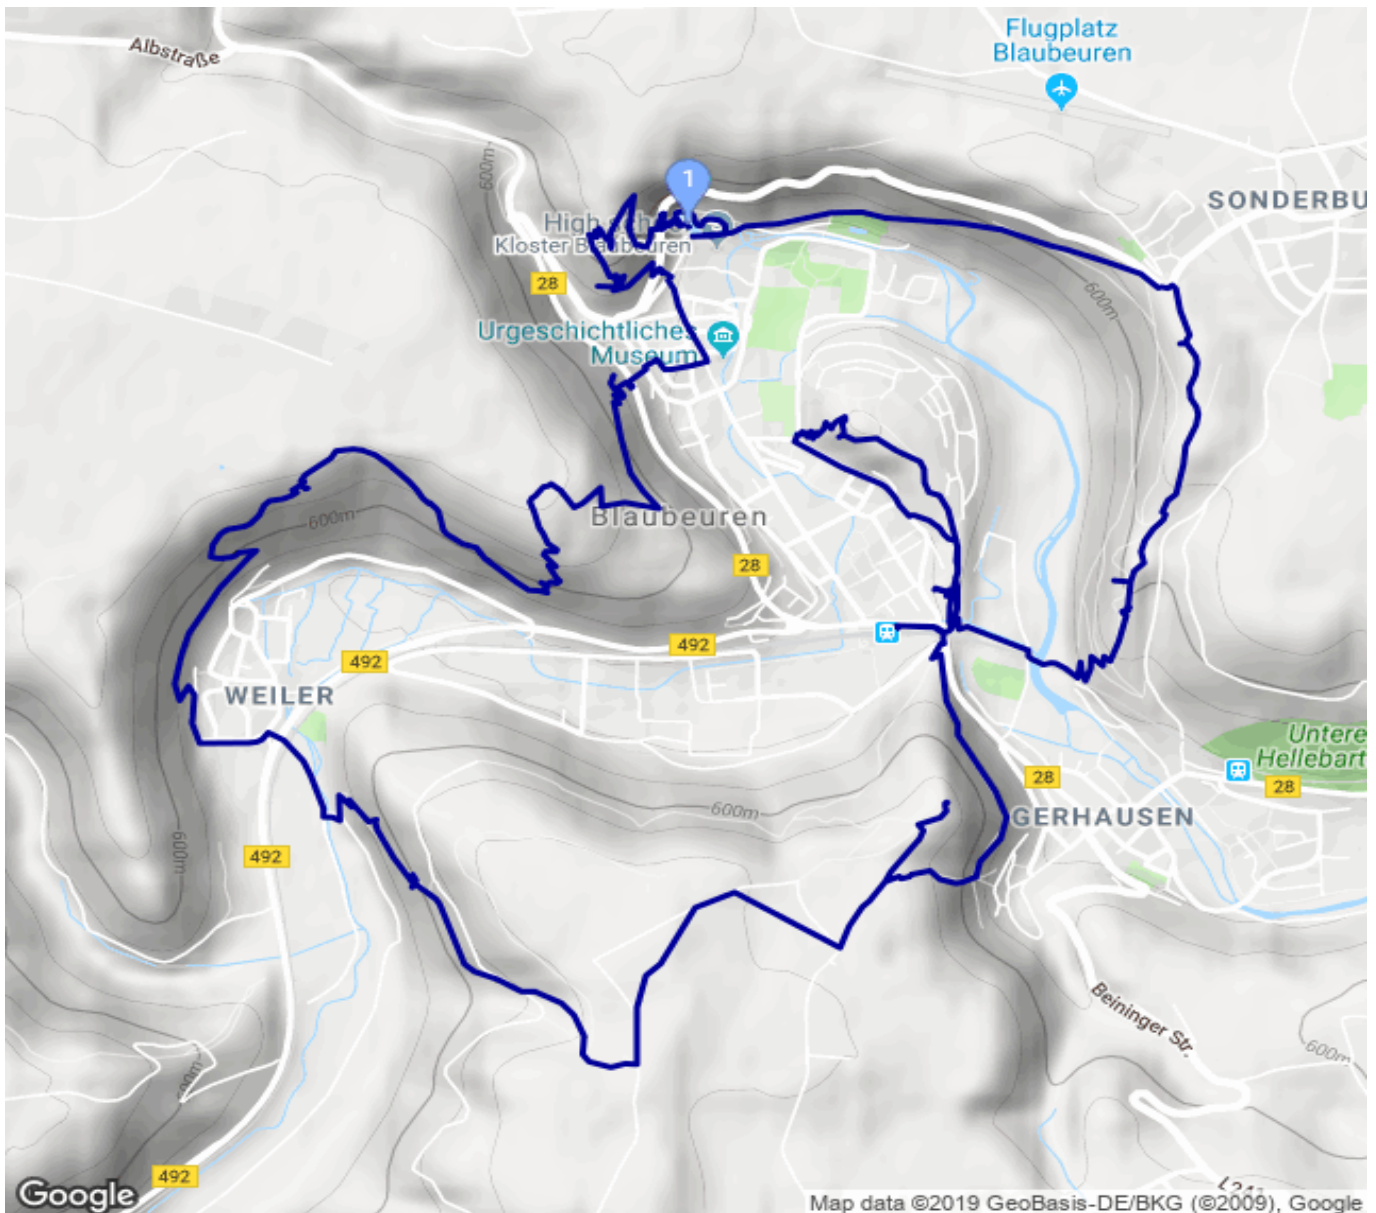 Flugplatz
Blaubeuren
Albstraße
600m
1
SONDERBU
High
Kloster Blaubeuren
28
600m
Urgeschichtliches
Museum
600m
Blaubeuren
28
492
492
WEILER
Untere
Hellebart
28
28
600m
GERHAUSEN
600m
492
Beininger Str.
600m
600m
492
Google
Map data ©2019 GeoBasis-DE/BKG (©2009), Google